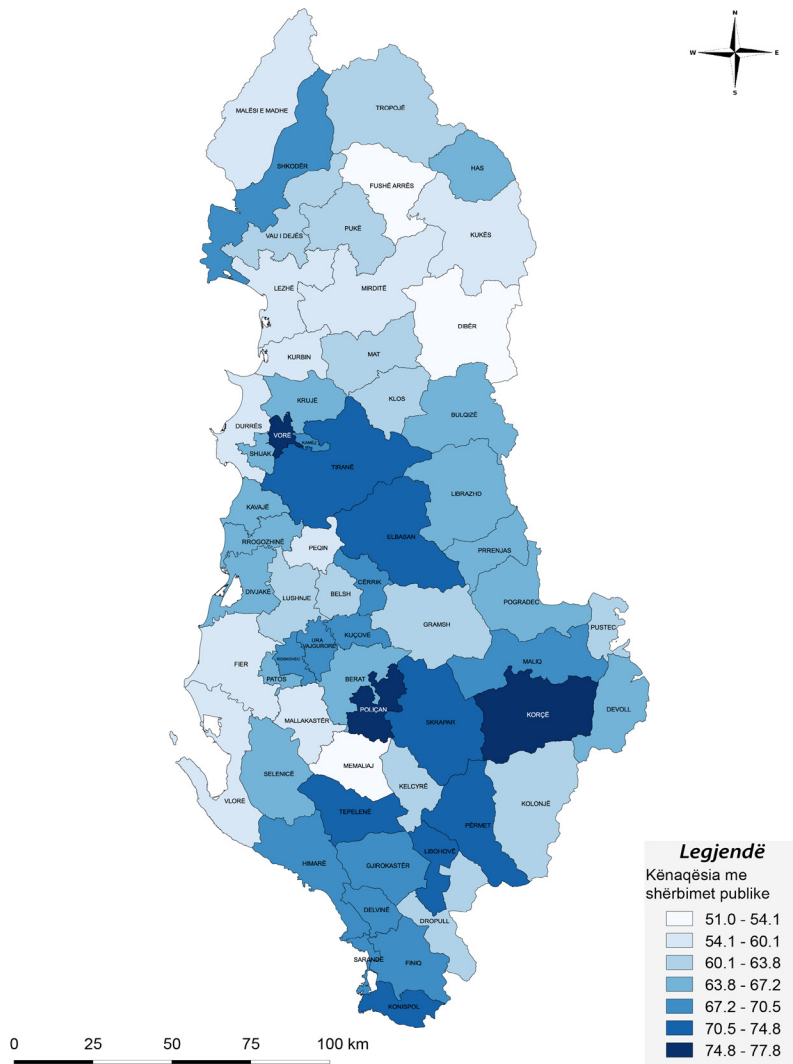 N
W E
S
MALËSI E MADHE
TROPOJË
SHKODËR
HAS
FUSHË ARRËS
PUKË
VAU I DEJËS
KUKËS
LEZHË
MIRDITË
DIBËR
KURBIN
MAT
KRUJË
KLOS
BULQIZË
DURRËS
VORË
KAMËZ
SHIJAK
TIRANË
LIBRAZHD
KAVAJË
ELBASAN
RROGOZHINË
PEQIN
PRRENJAS
CËRRIK
DIVJAKË
LUSHNJE
BELSH
POGRADEC
GRAMSH
PUSTEC
URA
VAJGURORE
KUÇOVË
ROSKOVEC
MALIQ
FIER
PATOS
BERAT
POLIÇAN
DEVOLL
KORÇË
MALLAKASTËR
SKRAPAR
MEMALIAJ
SELENICË
KELCYRË
VLORË
KOLONJË
TEPELENË
PËRMET
LIBOHOVË
HIMARË
GJIROKASTËR
DELVINË
DROPULL
SARANDË
FINIQ
KONISPOL
Legjendë
Kënaqësia me
shërbimet publike
51.0 - 54.1
54.1 - 60.1
60.1 - 63.8
63.8 - 67.2
67.2 - 70.5
70.5 - 74.8
74.8 - 77.8
0 25 50 75 100 km